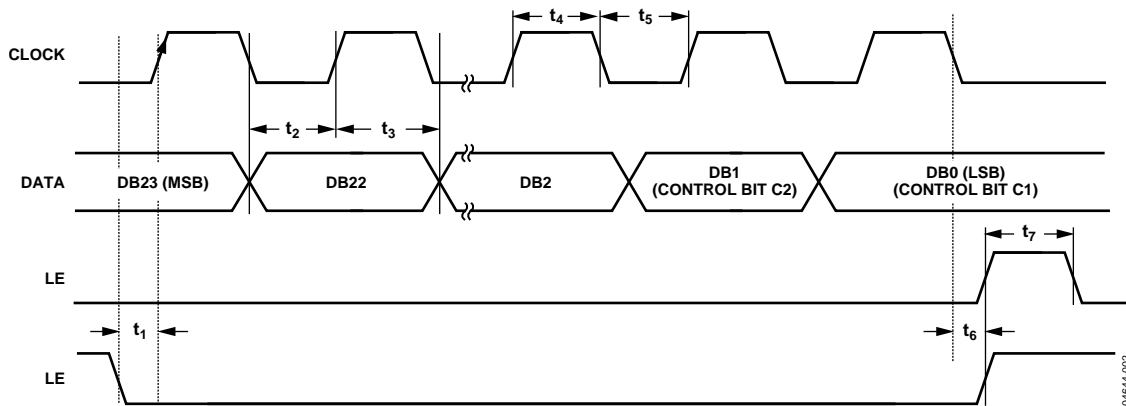 t4
t5
CLOCK
t2
t3
DATA
DB23 (MSB)
DB22
DB2
DB1
(CONTROL BIT C2)
DB0 (LSB)
(CONTROL BIT C1)
t7
LE
t1
t6
LE
04644-002